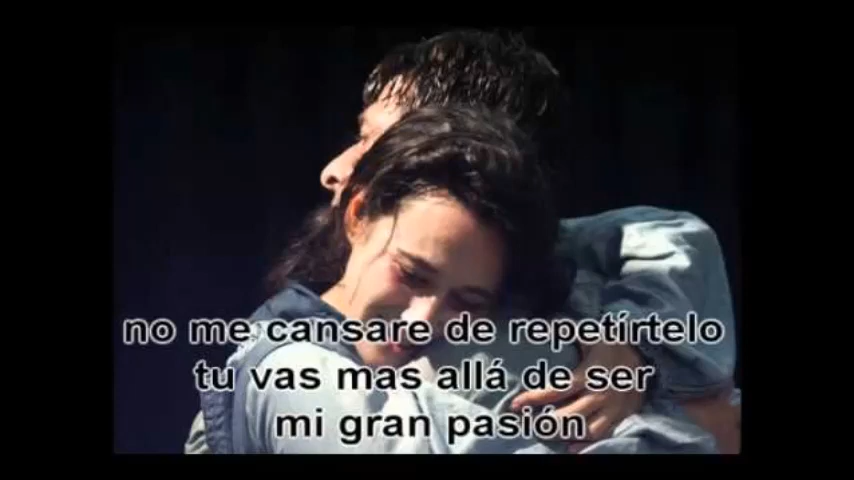 no me cansare de repetírtelo
tu vas mas allá de ser
mi gran pasión